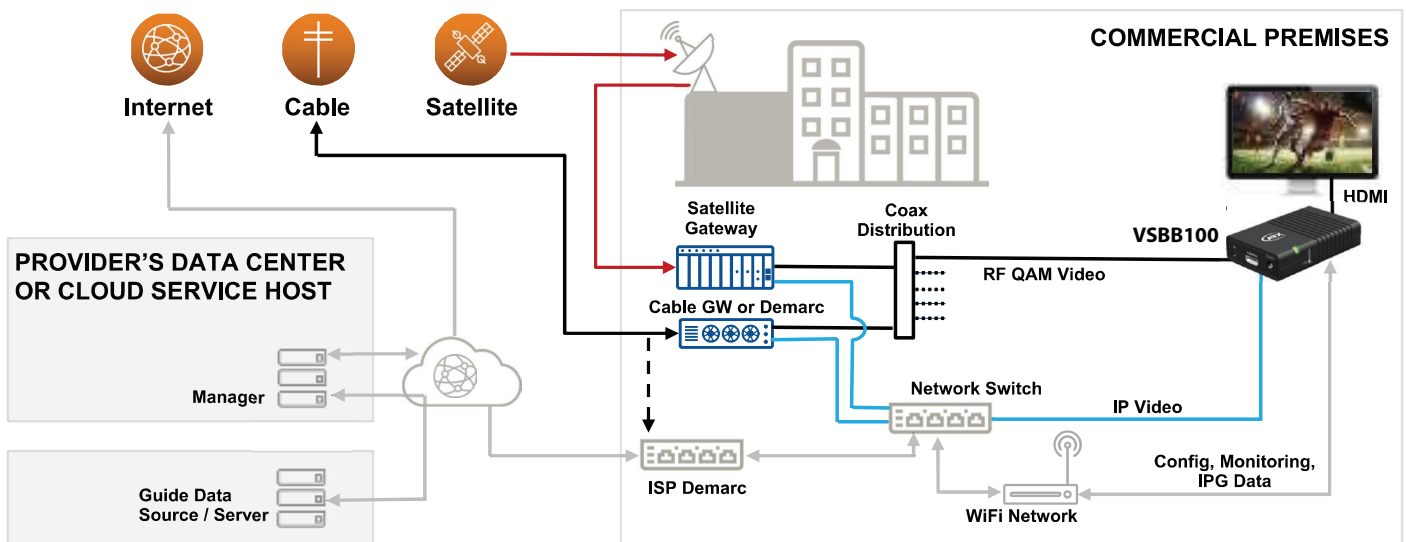 COMMERCIAL PREMISES
Internet
Cable
Satellite
HDMI
Satellite
Gateway
Coax
Distribution
VSBB100
PROVIDER'S DATA CENTER
OR CLOUD SERVICE HOST
RF QAM Video
Cable GW or Demarc
Manager
Network Switch
IP Video
Config, Monitoring,
IPG Data
ISP Demarc
Guide Data
Source / Server
WiFi Network